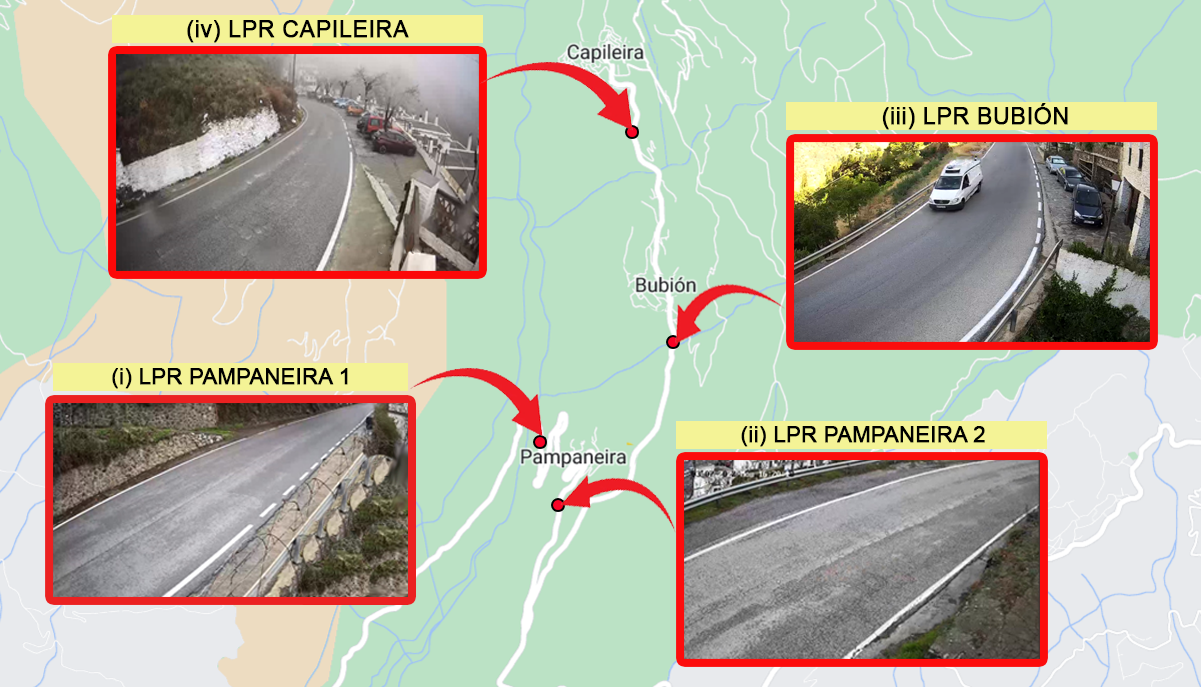 (iv) LPR CAPILEIRA
Capileira
(iii) LPR BUBIÓN
Bubión
(i) LPR PAMPANEIRA 1
Pampaneira
(ii) LPR PAMPANEIRA 2